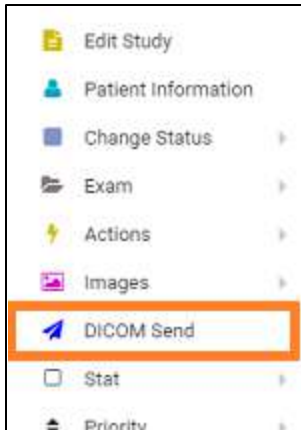 Edit Study
Patient Information
Change Status
Exam
Actions
Images
DICOM Send
Stat
Priority